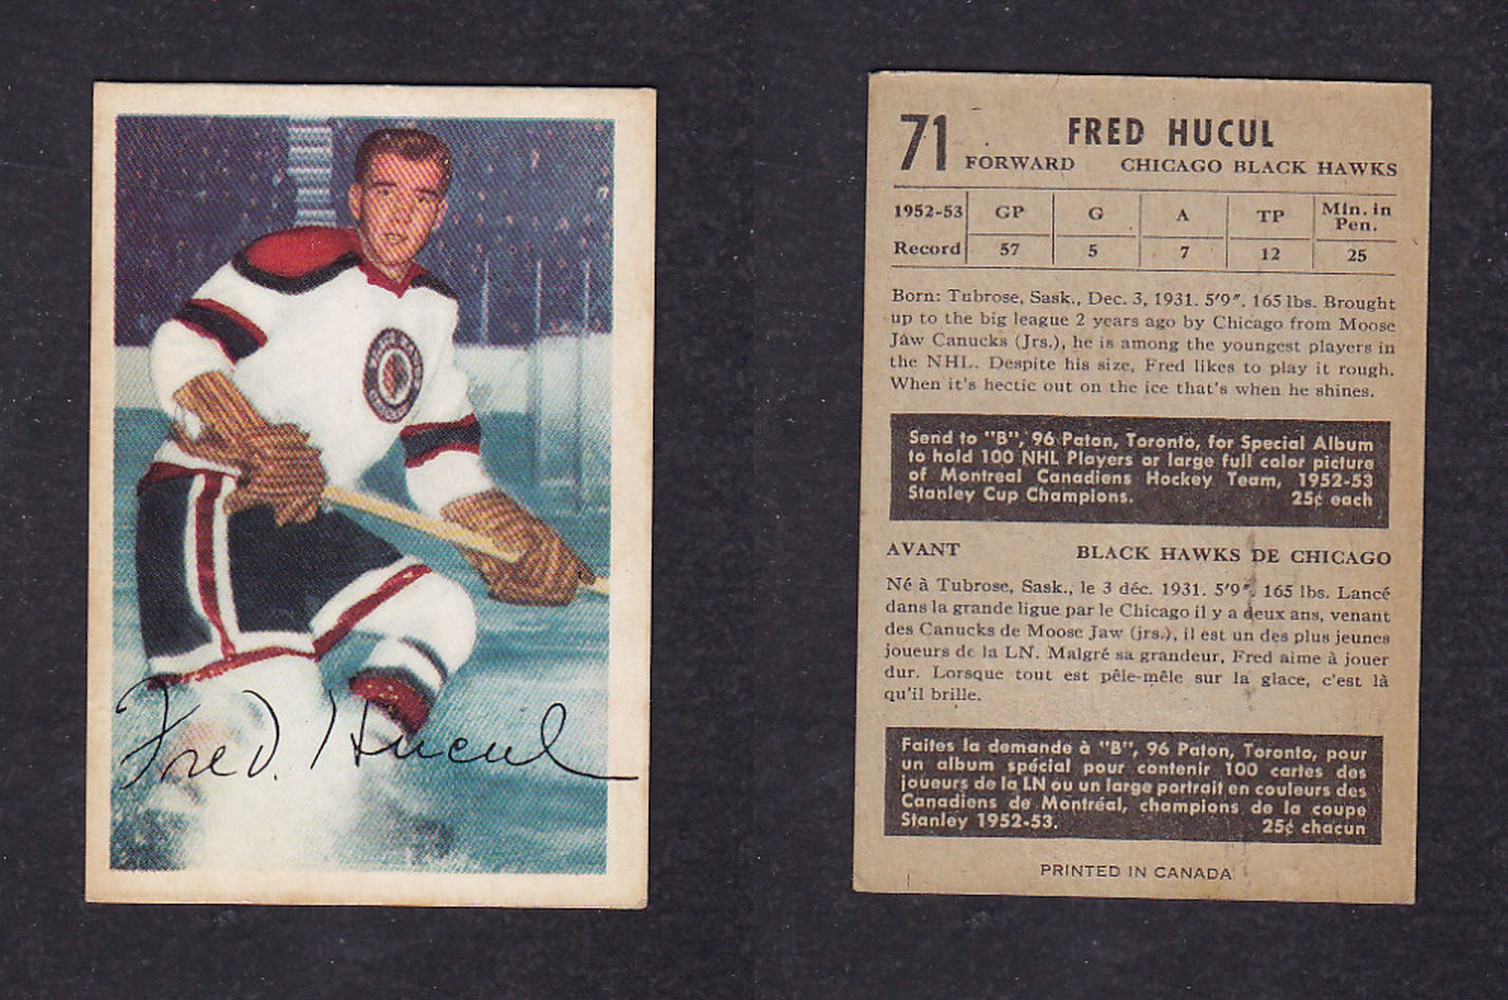 Fred. Hucul
71
FRED HUCUL
FORWARD CHICAGO BLACK HAWKS
1952-53 GP G A TP Min. in Pen.
Record 57 5 7 12 25
Born: Tubrose, Sask., Dec. 3, 1931. 5'9", 165 lbs. Brought
up to the big league 2 years ago by Chicago from Moose
Jaw Canucks (Jrs.), he is among the youngest players in
the NHL. Despite his size, Fred likes to play it rough.
When it's hectic out on the ice that's when he shines.
Send to "B", 96 Paton, Toronto, for Special Album
to hold 100 NHL Players or large full color picture
of Montreal Canadiens Hockey Team, 1952-53
Stanley Cup Champions. 25¢ each
AVANT BLACK HAWKS DE CHICAGO
Né à Tubrose, Sask., le 3 déc. 1931. 5'9", 165 lbs. Lancé
dans la grande ligue par le Chicago il y a deux ans, venant
des Canucks de Moose Jaw (jrs.), il est un des plus jeunes
joueurs de la LN. Malgré sa grandeur, Fred aime à jouer
dur. Lorsque tout est pêle-mêle sur la glace, c'est là
qu'il brille.
Faites la demande à "B", 96 Paton, Toronto, pour
un album spécial pour contenir 100 cartes des
joueurs de la LN ou un large portrait en couleurs des
Canadiens de Montréal, champions de la coupe
Stanley 1952-53. 25¢ chacun
PRINTED IN CANADA